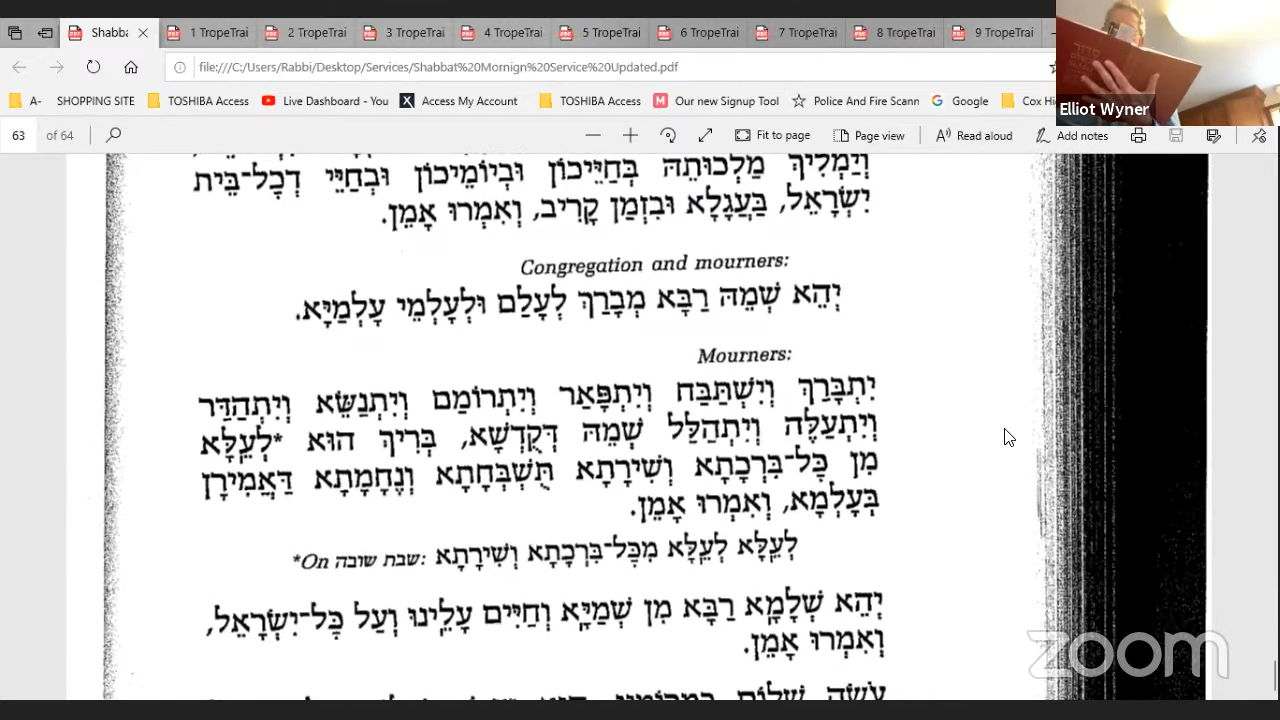 Shabba
1 TropeTrai
2 TropeTrai
3 TropeTrai
4 TropeTrai
5 TropeTrai
6 TropeTrai
7 TropeTrai
8 TropeTrai
9 TropeTrai
file:///C:/Users/Rabbi/Desktop/Services/Shabbat%20Mornign%20Service%20Updated.pdf
A-
SHOPPING SITE
TOSHIBA Access
Live Dashboard - You
Access My Account
TOSHIBA Access
Our new Signup Tool
Police And Fire Scann
Google
Cox Hi
Elliot Wyner
63 of 64
Fit to page
Page view
Read aloud
Add notes
וְיַמְלִיךְ מַלְכוּתֵהּ בְּחַיֵּיכוֹן וּבְיוֹמֵיכוֹן וּבְחַיֵּי דְכׇל־בֵּית
יִשְׂרָאֵל, בַּעֲגָלָא וּבִזְמַן קָרִיב, וְאִמְרוּ אָמֵן.
Congregation and mourners:
יְהֵא שְׁמֵהּ רַבָּא מְבָרַךְ לְעָלַם וּלְעָלְמֵי עָלְמַיָּא.
Mourners:
יִתְבָּרַךְ וְיִשְׁתַּבַּח וְיִתְפָּאַר וְיִתְרוֹמַם וְיִתְנַשֵּׂא וְיִתְהַדַּר
וְיִתְעַלֶּה וְיִתְהַלַּל שְׁמֵהּ דְּקֻדְשָׁא, בְּרִיךְ הוּא *לְעֵלָּא
מִן כׇּל־בִּרְכָתָא וְשִׁירָתָא תֻּשְׁבְּחָתָא וְנֶחָמָתָא דַּאֲמִירָן
בְּעָלְמָא, וְאִמְרוּ אָמֵן.
*On שבת שובה: לְעֵלָּא לְעֵלָּא מִכׇּל־בִּרְכָתָא וְשִׁירָתָא
יְהֵא שְׁלָמָא רַבָּא מִן שְׁמַיָּא וְחַיִּים עָלֵינוּ וְעַל כׇּל־יִשְׂרָאֵל,
וְאִמְרוּ אָמֵן.
עֹשֶׂה שָׁלוֹם
zoom